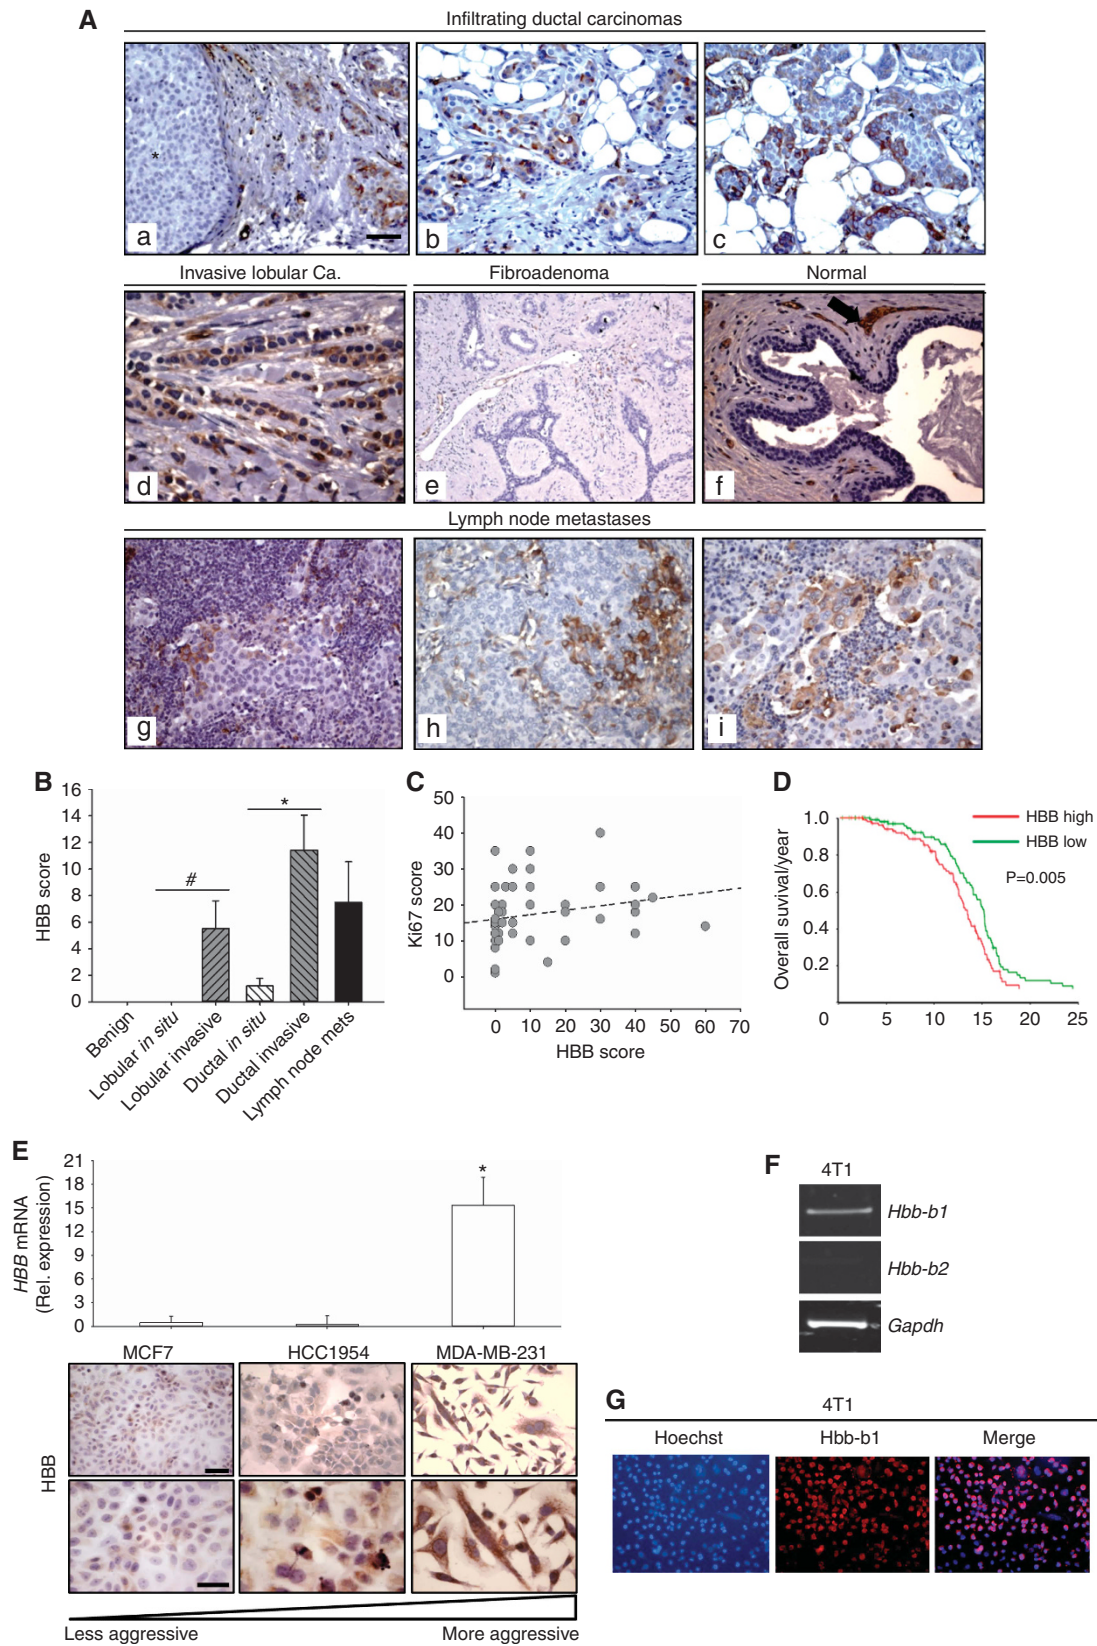 A
Infiltrating ductal carcinomas
*
a
b
c
Invasive lobular Ca.
Fibroadenoma
Normal
d
e
f
Lymph node metastases
g
h
i
B
HBB score
16
14
12
10
8
6
4
2
0
#
*
Benign
Lobular in situ
Lobular invasive
Ductal in situ
Ductal invasive
Lymph node mets
C
Ki67 score
50
40
30
20
10
0
0 10 20 30 40 50 60 70
HBB score
D
Overall suvival/year
1.0
0.8
0.6
0.4
0.2
0 5 10 15 20 25
HBB high
HBB low
P=0.005
E
HBB mRNA
(Rel. expression)
21
18
15
12
9
6
3
0
*
MCF7
HCC1954
MDA-MB-231
HBB
Less aggressive
More aggressive
F
4T1
Hbb-b1
Hbb-b2
Gapdh
G
4T1
Hoechst
Hbb-b1
Merge